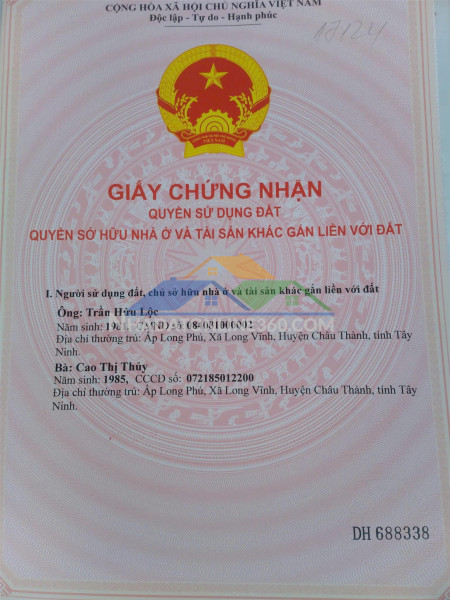 CỘNG HÒA XÃ HỘI CHỦ NGHĨA VIỆT NAM
Độc lập - Tự do - Hạnh phúc
17124
GIẤY CHỨNG NHẬN
QUYỀN SỬ DỤNG ĐẤT
QUYỀN SỞ HỮU NHÀ Ở VÀ TÀI SẢN KHÁC GẮN LIỀN VỚI ĐẤT
I. Người sử dụng đất, chủ sở hữu nhà ở và tài sản khác gắn liền với đất
Ông: Trần Hữu Lộc
Năm sinh: số:
Địa chỉ thường trú: Ấp Long Phú, Xã Long Vĩnh, Huyện Châu Thành, tỉnh Tây
Ninh.
Bà: Cao Thị Thúy
Năm sinh: 1985, CCCD số: 072185012200
Địa chỉ thường trú: Ấp Long Phú, Xã Long Vĩnh, Huyện Châu Thành, tỉnh Tây
Ninh.
DH 688338